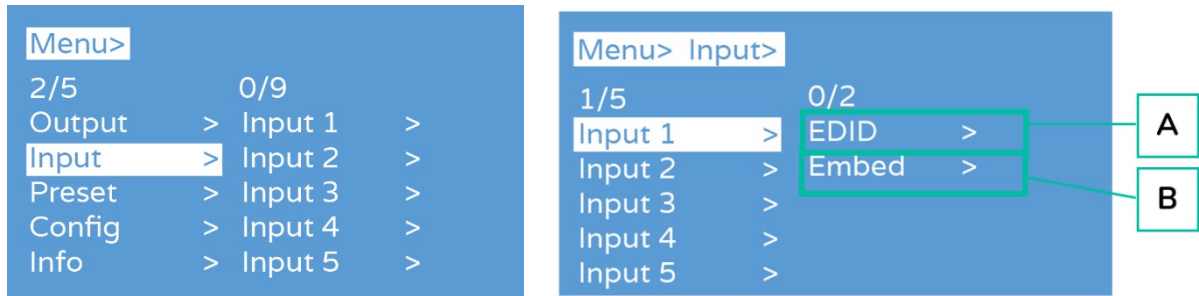 Menu>
2/5 0/9
Output > Input 1 >
Input > Input 2 >
Preset > Input 3 >
Config > Input 4 >
Info > Input 5 >
Menu> Input>
1/5 0/2
Input 1 > EDID >
Input 2 > Embed >
Input 3 >
Input 4 >
Input 5 >
A
B